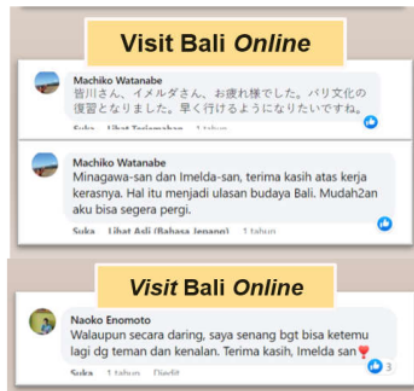 Visit Bali Online
Machiko Watanabe
皆川さん、イメルダさん、お疲れ様でした。バリ文化の
復習となりました。早く行けるようになりたいですね。
Suka Lihat Terjemahan 1 tahun
Machiko Watanabe
Minagawa-san dan Imelda-san, terima kasih atas kerja
kerasnya. Hal itu menjadi ulasan budaya Bali. Mudah2an
aku bisa segera pergi.
Suka Lihat Asli (Bahasa Jepang) 1 tahun
Visit Bali Online
Naoko Enomoto
Walaupun secara daring, saya senang bgt bisa ketemu
lagi dg teman dan kenalan. Terima kasih, Imelda san❣
3
Suka 1 tahun Diedit